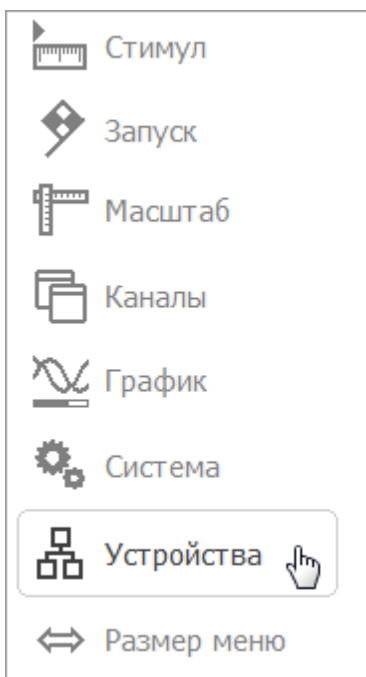 Стимул
Запуск
Масштаб
Каналы
График
Система
Устройства
Размер меню